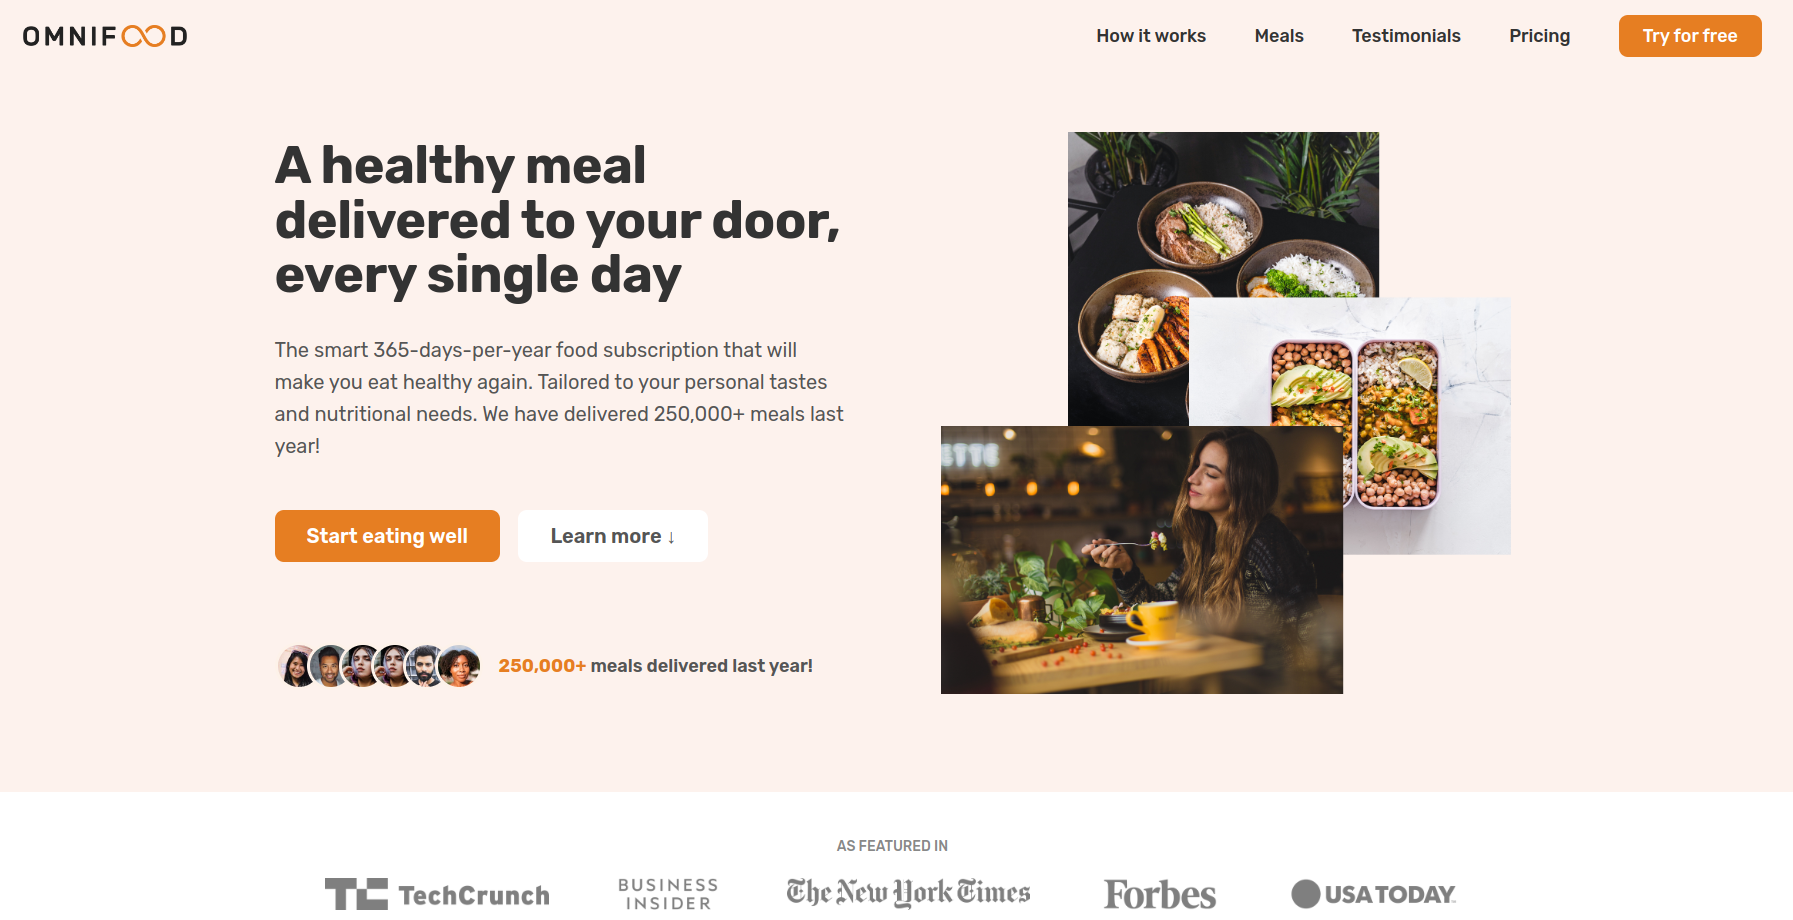 OMNIFOOD
How it works
Meals
Testimonials
Pricing
Try for free
A healthy meal
delivered to your door,
every single day
The smart 365-days-per-year food subscription that will
make you eat healthy again. Tailored to your personal tastes
and nutritional needs. We have delivered 250,000+ meals last
year!
Start eating well
Learn more ↓
ETTE
250,000+ meals delivered last year!
AS FEATURED IN
TechCrunch
BUSINESS
INSIDER
The New York Times
Forbes
USA TODAY